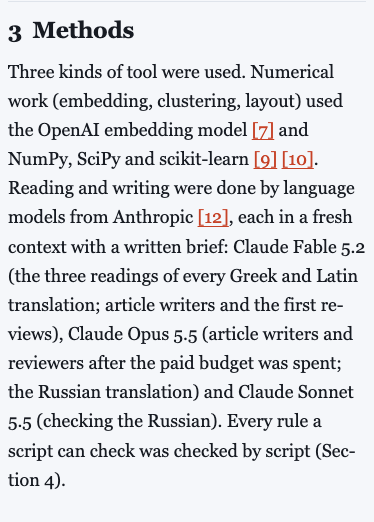 3 Methods
Three kinds of tool were used. Numerical
work (embedding, clustering, layout) used
the OpenAI embedding model [7] and
NumPy, SciPy and scikit-learn [9] [10].
Reading and writing were done by language
models from Anthropic [12], each in a fresh
context with a written brief: Claude Fable 5.2
(the three readings of every Greek and Latin
translation; article writers and the first re-
views), Claude Opus 5.5 (article writers and
reviewers after the paid budget was spent;
the Russian translation) and Claude Sonnet
5.5 (checking the Russian). Every rule a
script can check was checked by script (Sec-
tion 4).